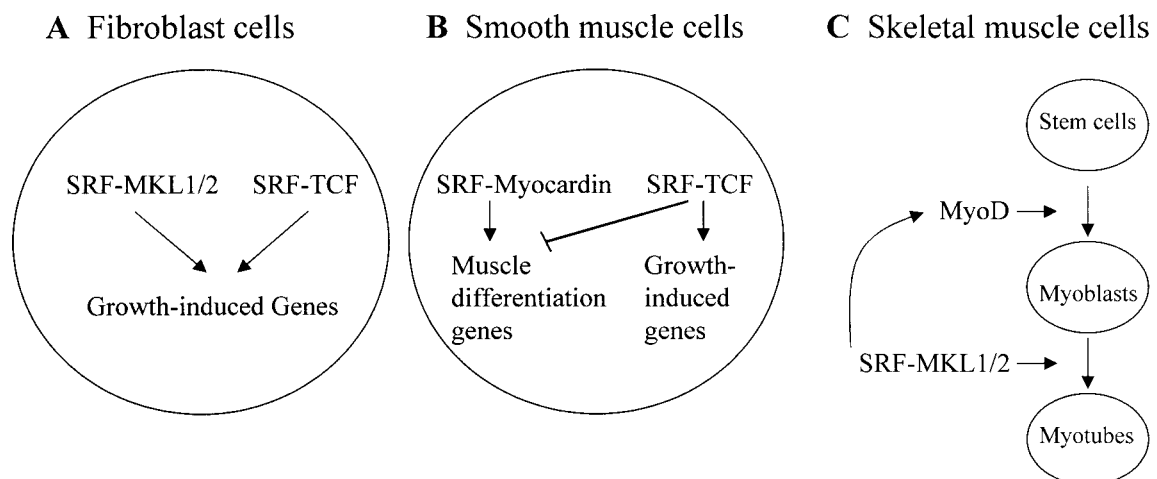 A Fibroblast cells
SRF-MKL1/2 SRF-TCF
Growth-induced Genes
B Smooth muscle cells
SRF-Myocardin SRF-TCF
Muscle
differentiation
genes
Growth-
induced
genes
C Skeletal muscle cells
Stem cells
MyoD
Myoblasts
SRF-MKL1/2
Myotubes